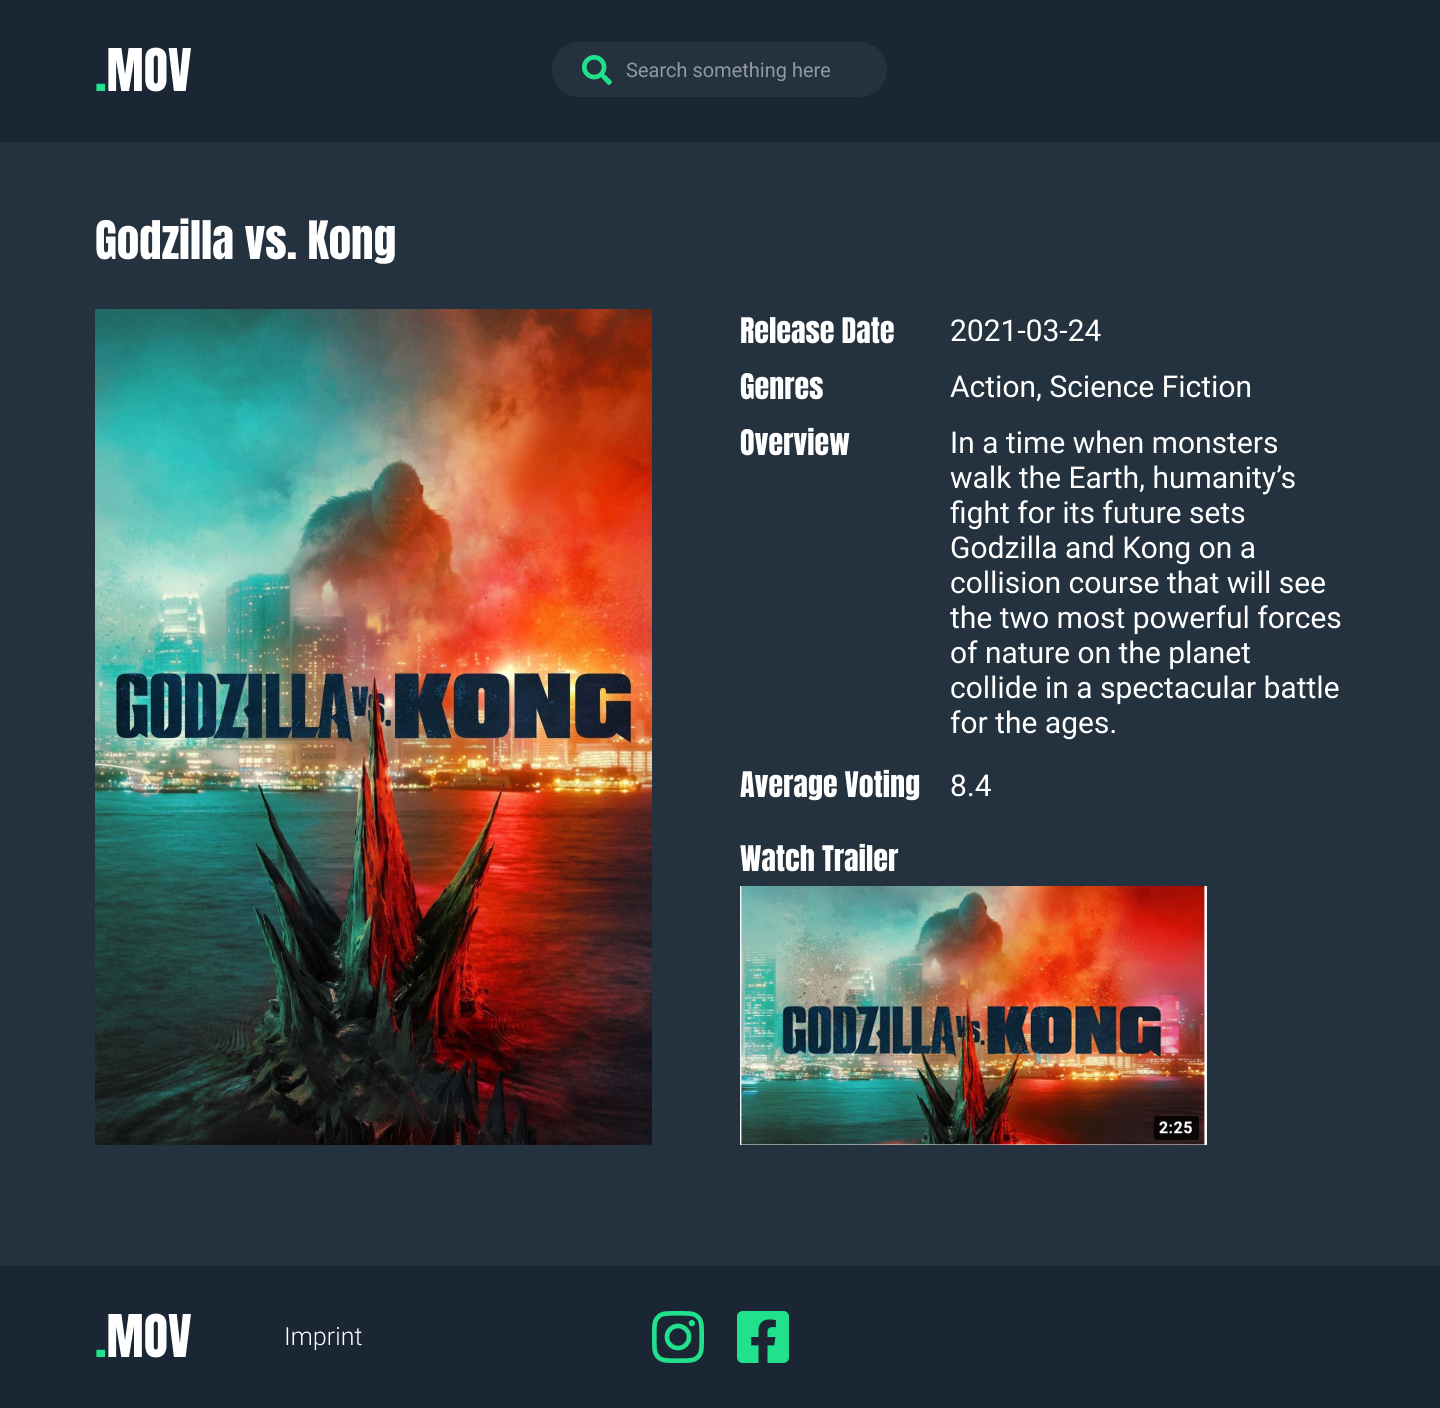 .MOV
Search something here
Godzilla vs. Kong
GODZILLA VS. KONG
Release Date 2021-03-24
Genres Action, Science Fiction
Overview In a time when monsters
walk the Earth, humanity’s
fight for its future sets
Godzilla and Kong on a
collision course that will see
the two most powerful forces
of nature on the planet
collide in a spectacular battle
for the ages.
Average Voting 8.4
Watch Trailer
GODZILLA VS. KONG
2:25
.MOV Imprint